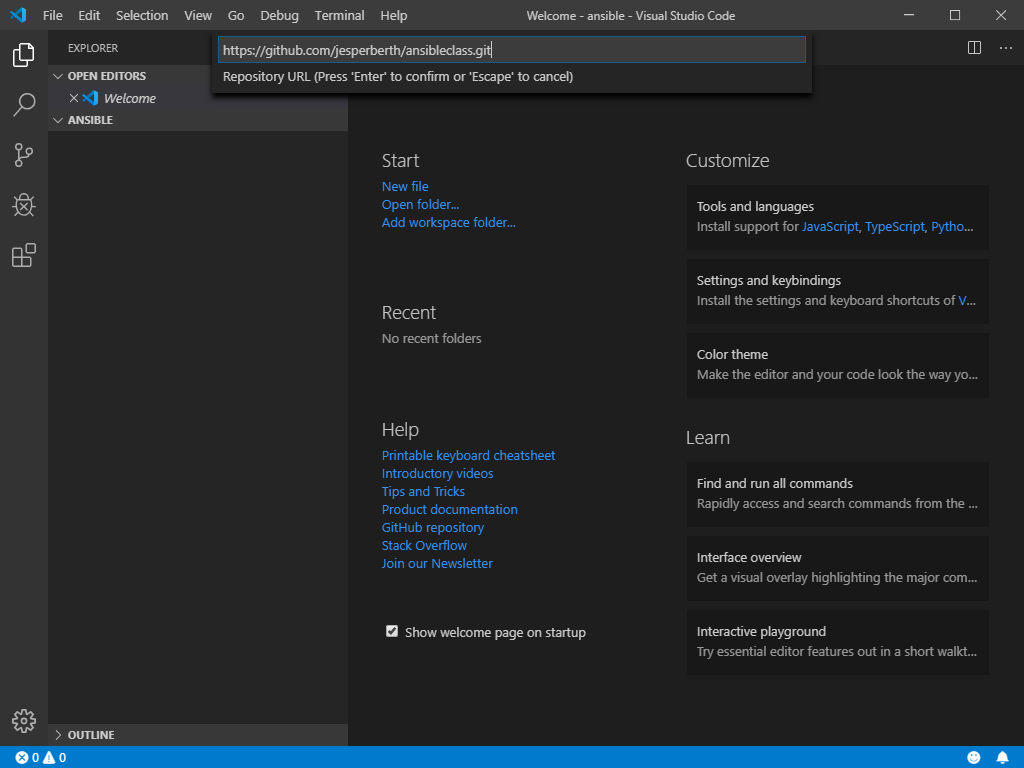 File Edit Selection View Go Debug Terminal Help
Welcome - ansible - Visual Studio Code
https://github.com/jesperberth/ansibleclass.git
Repository URL (Press 'Enter' to confirm or 'Escape' to cancel)
EXPLORER
OPEN EDITORS
Welcome
ANSIBLE
OUTLINE
Start
New file
Open folder...
Add workspace folder...
Recent
No recent folders
Help
Printable keyboard cheatsheet
Introductory videos
Tips and Tricks
Product documentation
GitHub repository
Stack Overflow
Join our Newsletter
Show welcome page on startup
Customize
Tools and languages
Install support for JavaScript, TypeScript, Pytho...
Settings and keybindings
Install the settings and keyboard shortcuts of V...
Color theme
Make the editor and your code look the way yo...
Learn
Find and run all commands
Rapidly access and search commands from the ...
Interface overview
Get a visual overlay highlighting the major com...
Interactive playground
Try essential editor features out in a short walkt...
0 0